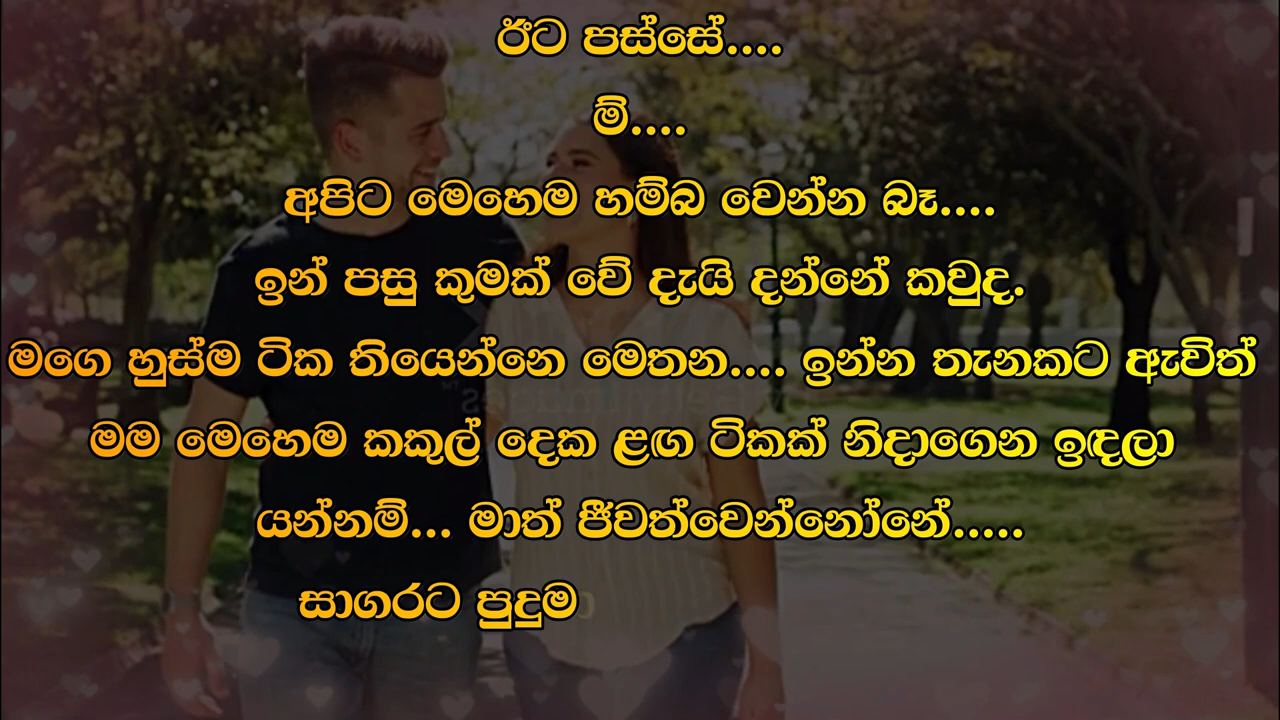 ඊට පස්සේ....
ම්....
අපිට මෙහෙම හම්බ වෙන්න බෑ....
ඉන් පසු කුමක් වේ දැයි දන්නේ කවුද.
මගෙ හුස්ම ටික තියෙන්නෙ මෙතන.... ඉන්න තැනකට ඇවිත්
මම මෙහෙම කකුල් දෙක ළඟ ටිකක් නිදාගෙන ඉඳලා
යන්නම්... මාත් ජීවත්වෙන්නෝනේ.....
සාගරට පුදුම